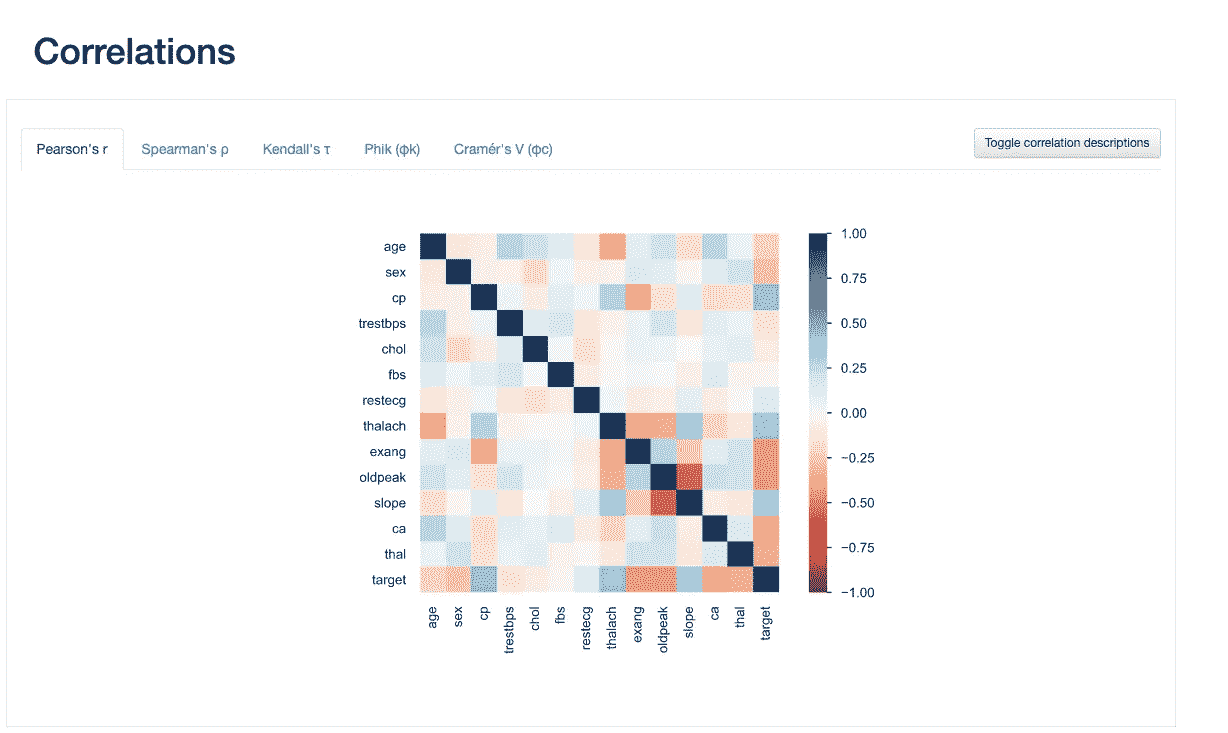 Correlations
Pearson's r
Spearman's ρ
Kendall's τ
Phik (φk)
Cramér's V (φc)
Toggle correlation descriptions
age
sex
cp
trestbps
chol
fbs
restecg
thalach
exang
oldpeak
slope
ca
thal
target
1.00
0.75
0.50
0.25
0.00
−0.25
−0.50
−0.75
−1.00
age
sex
cp
trestbps
chol
fbs
restecg
thalach
exang
oldpeak
slope
ca
thal
target